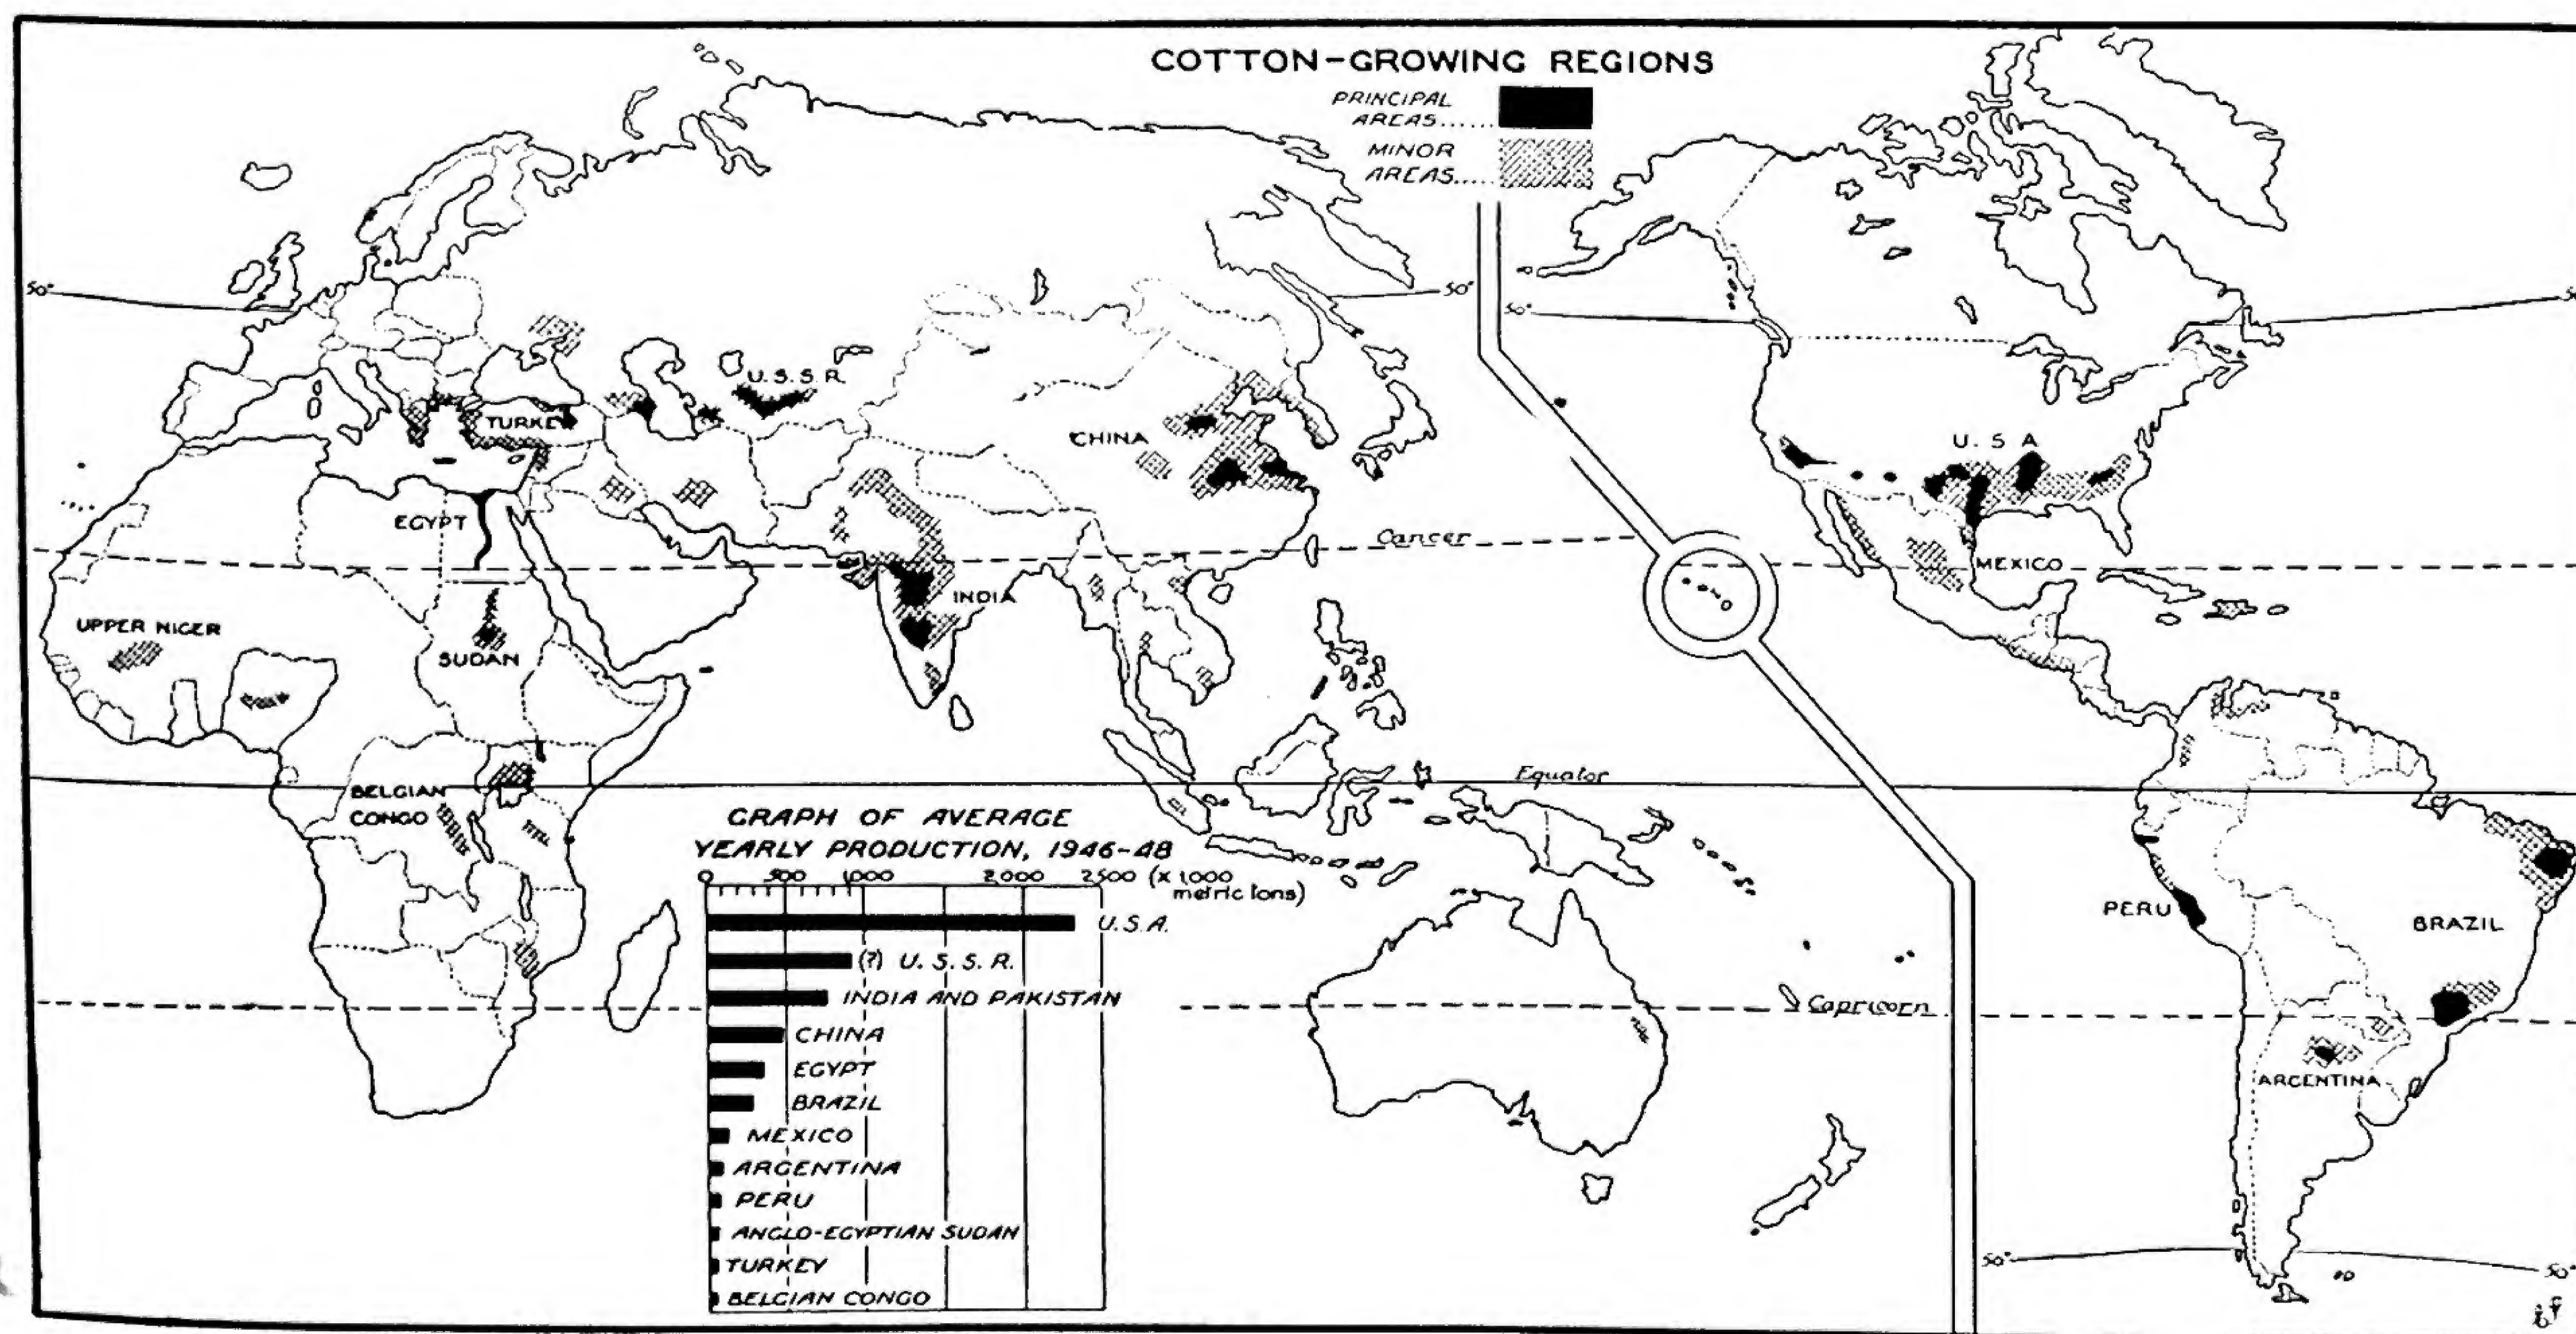 COTTON-GROWING REGIONS
PRINCIPAL
AREAS......
MINOR
AREAS.....
50°
50°
50°
U.S.S.R.
TURKEY
CHINA
U. S A
EGYPT
Cancer
MEXICO
INDIA
UPPER NIGER
SUDAN
Equator
BELGIAN
CONGO
PERU
BRAZIL
Capricorn
ARGENTINA
50°
50°
GRAPH OF AVERAGE
YEARLY PRODUCTION, 1946-48
0 500 1000 2000 2500 (x 1,000
metric tons)
U.S.A.
(?) U. S. S. R.
INDIA AND PAKISTAN
CHINA
EGYPT
BRAZIL
MEXICO
ARGENTINA
PERU
ANGLO-EGYPTIAN SUDAN
TURKEY
BELGIAN CONGO